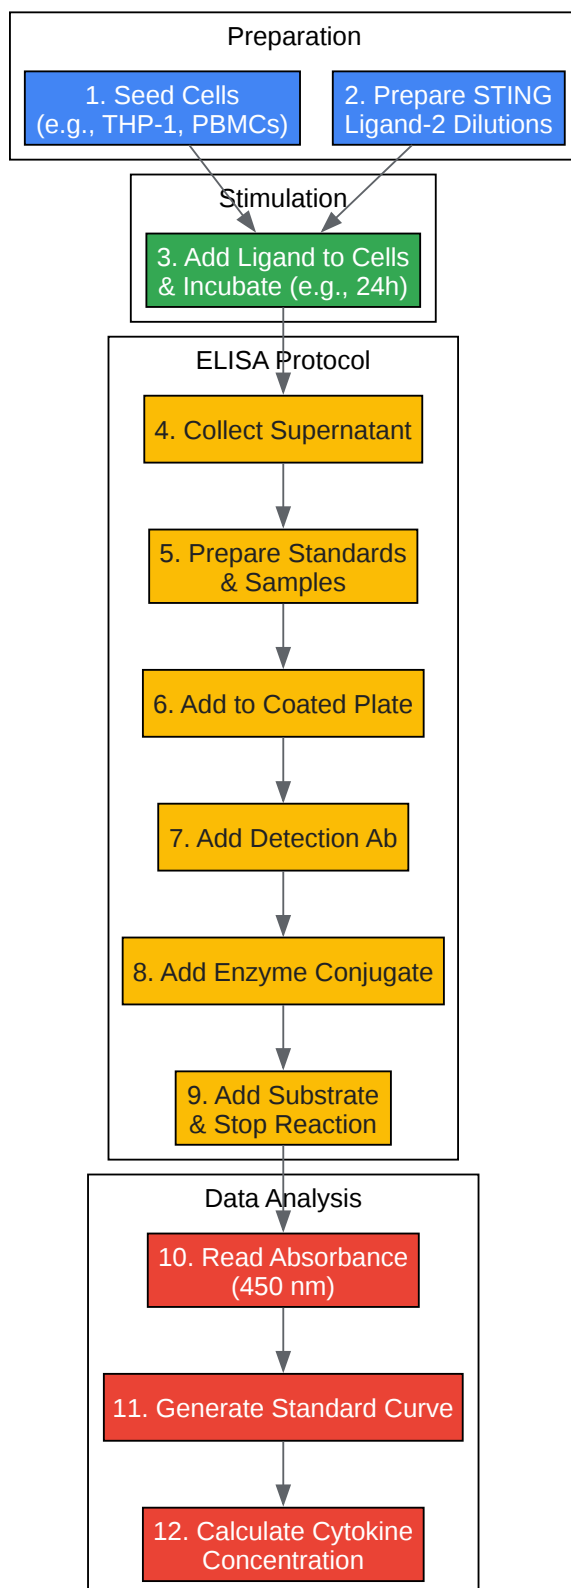 Preparation
1. Seed Cells
(e.g., THP-1, PBMCs)
2. Prepare STING
Ligand-2 Dilutions
Stimulation
3. Add Ligand to Cells
& Incubate (e.g., 24h)
ELISA Protocol
4. Collect Supernatant
5. Prepare Standards
& Samples
6. Add to Coated Plate
7. Add Detection Ab
8. Add Enzyme Conjugate
9. Add Substrate
& Stop Reaction
Data Analysis
10. Read Absorbance
(450 nm)
11. Generate Standard Curve
12. Calculate Cytokine
Concentration